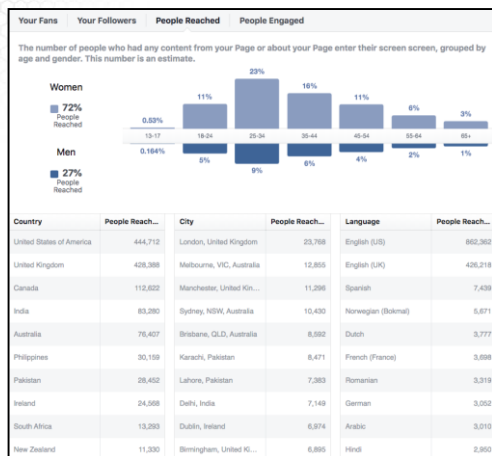 Your Fans Your Followers People Reached People Engaged
The number of people who had any content from your Page or about your Page enter their screen screen, grouped by
age and gender. This number is an estimate.
Women
72%
People
Reached
0.53% 11% 23% 16% 11% 6% 3%
13-17 18-24 25-34 35-44 45-54 55-64 65+
0.164% 5% 9% 6% 4% 2% 1%
Men
27%
People
Reached
Country People Reach... City People Reach... Language People Reach...
United States of America 444,712 London, United Kingdom 23,768 English (US) 862,362
United Kingdom 428,388 Melbourne, VIC, Australia 12,855 English (UK) 426,218
Canada 112,622 Manchester, United Kin... 11,296 Spanish 7,439
India 83,280 Sydney, NSW, Australia 10,430 Norwegian (Bokmal) 5,671
Australia 76,407 Brisbane, QLD, Australia 8,592 Dutch 3,777
Philippines 30,159 Karachi, Pakistan 8,471 French (France) 3,698
Pakistan 28,452 Lahore, Pakistan 7,363 Romanian 3,319
Ireland 24,568 Delhi, India 7,149 German 3,052
South Africa 13,293 Dublin, Ireland 6,974 Arabic 3,010
New Zealand 11,330 Birmingham, United Ki... 6,895 Hindi 2,950